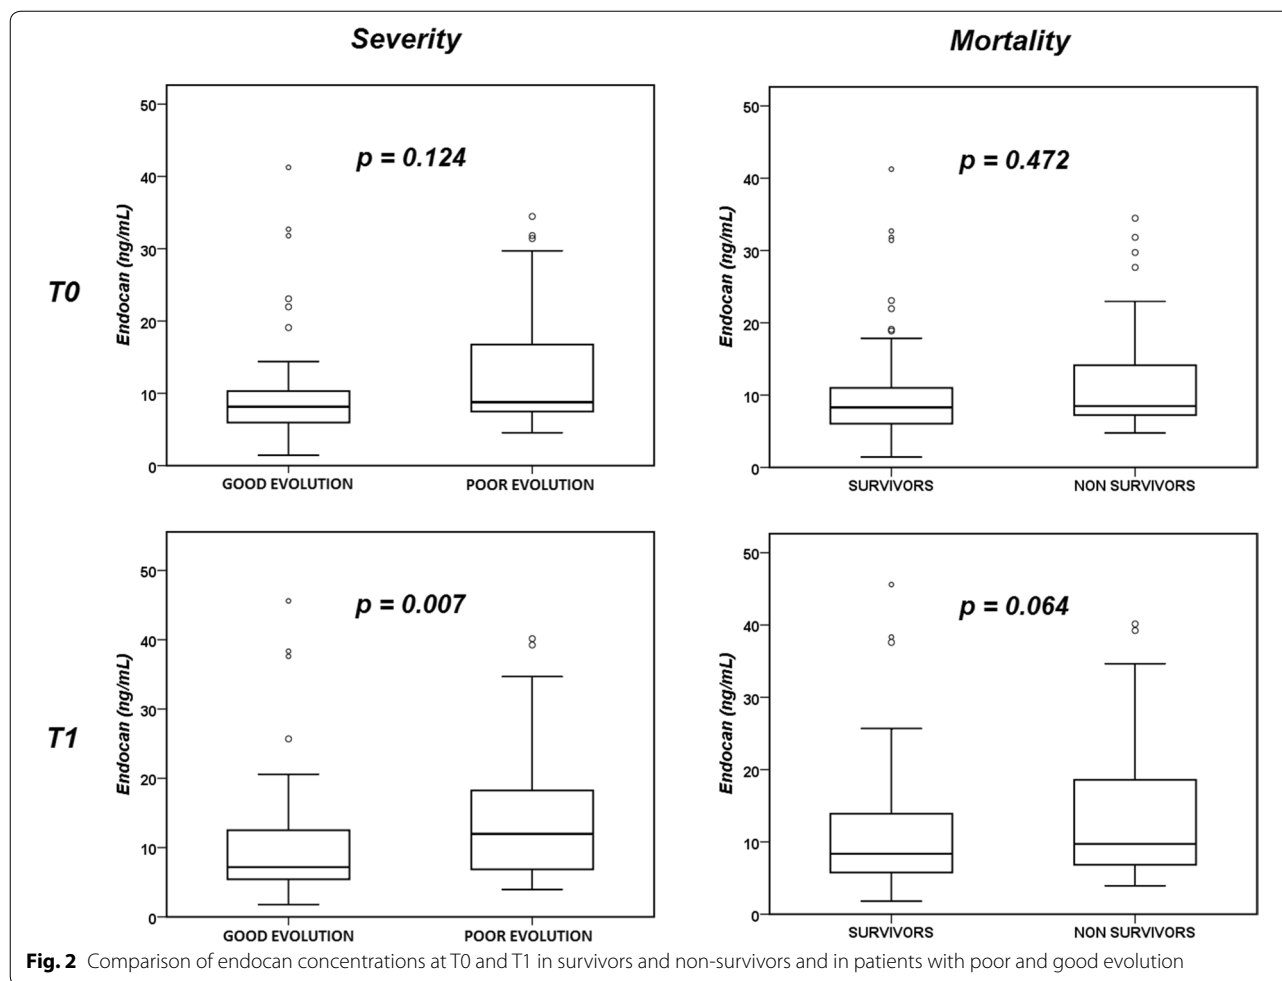 Severity
Mortality
T0
Endocan (ng/mL)
50
40
30
20
10
0
p = 0.124
GOOD EVOLUTION
POOR EVOLUTION
Endocan (ng/mL)
50
40
30
20
10
0
p = 0.472
SURVIVORS
NON SURVIVORS
T1
Endocan (ng/mL)
50
40
30
20
10
0
p = 0.007
GOOD EVOLUTION
POOR EVOLUTION
Endocan (ng/mL)
50
40
30
20
10
0
p = 0.064
SURVIVORS
NON SURVIVORS
Fig. 2 Comparison of endocan concentrations at T0 and T1 in survivors and non-survivors and in patients with poor and good evolution